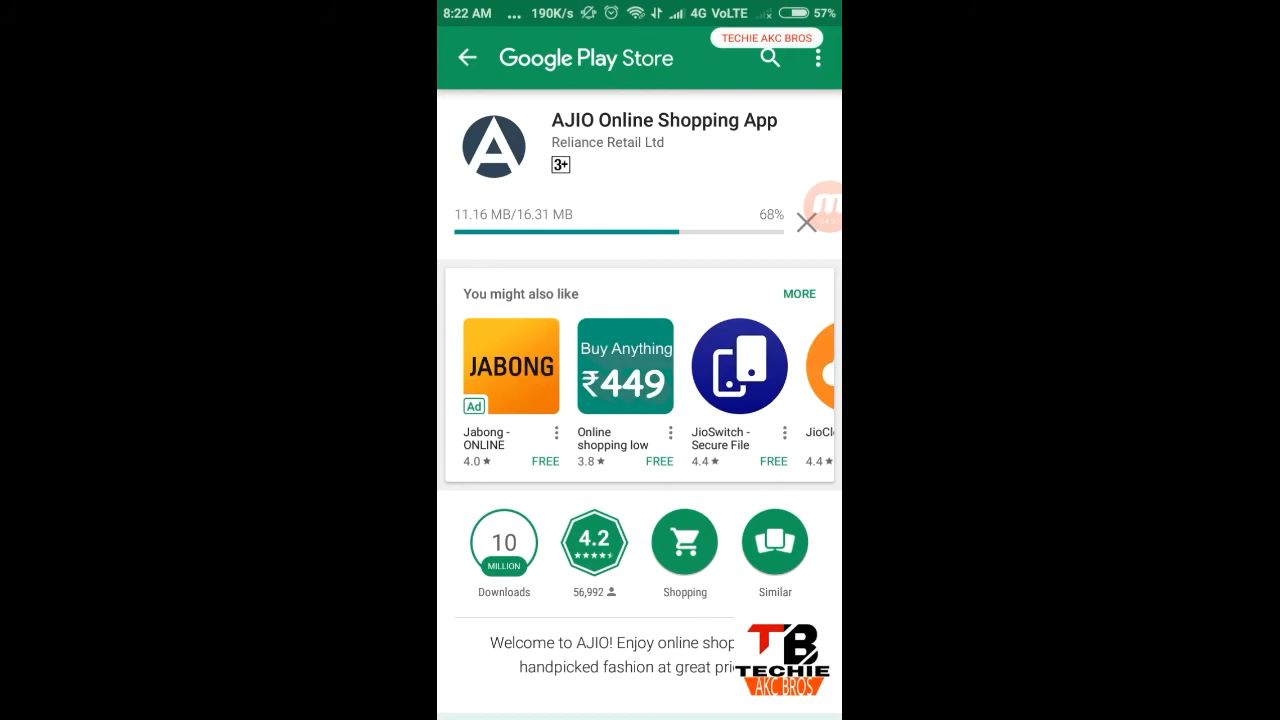 8:22 AM ... 190K/s 4G VoLTE 57%
TECHIE AKC BROS
Google Play Store
AJIO Online Shopping App
Reliance Retail Ltd
3+
11.16 MB/16.31 MB 68%
You might also like MORE
JABONG
Ad
Buy Anything
₹449
Jabong -
ONLINE
4.0★ FREE
Online
shopping low
3.8★ FREE
JioSwitch -
Secure File
4.4★ FREE
JioCl
4.4★
10
MILLION
Downloads
4.2
56,992
Shopping
Similar
Welcome to AJIO! Enjoy online shop
handpicked fashion at great pri
TB
TECHIE
AKC BROS